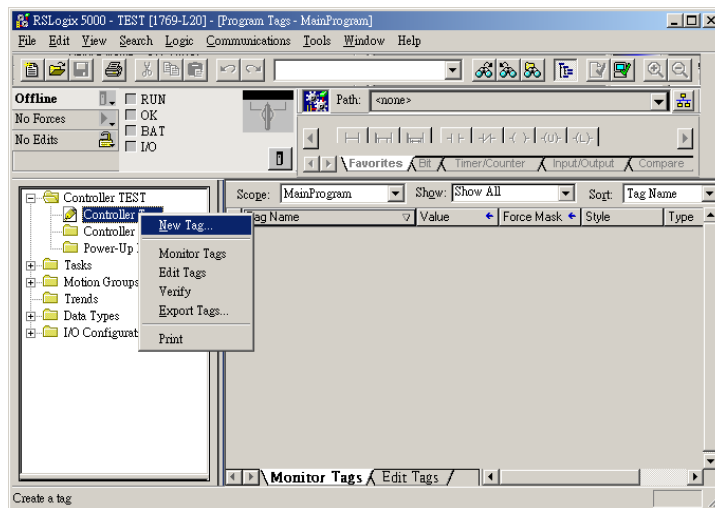 RSLogix 5000 - TEST [1769-L20] - [Program Tags - MainProgram]
File Edit View Search Logic Communications Tools Window Help
Offline RUN Path: <none>
No Forces OK
No Edits BAT
I/O
Favorites Bit Timer/Counter Input/Output Compare
Controller TEST
Controller
Controller
Power-Up
Tasks
Motion Groups
Trends
Data Types
I/O Configurat
New Tag...
Monitor Tags
Edit Tags
Verify
Export Tags...
Print
Scope: MainProgram Show: Show All Sort: Tag Name
Tag Name Value Force Mask Style Type
Monitor Tags Edit Tags
Create a tag